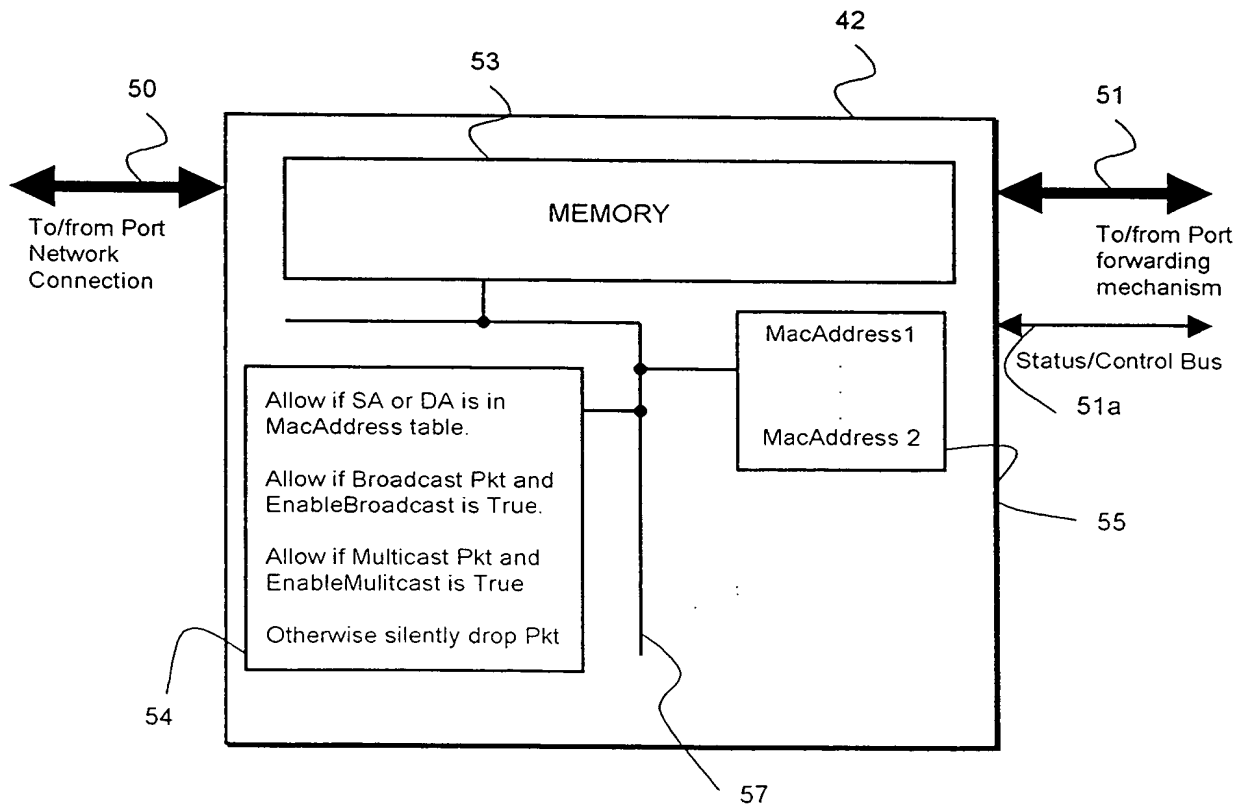 42
53
50
51
MEMORY
To/from Port
Network
Connection
To/from Port
forwarding
mechanism
MacAddress1
MacAddress 2
Status/Control Bus
51a
Allow if SA or DA is in
MacAddress table.
Allow if Broadcast Pkt and
EnableBroadcast is True.
Allow if Multicast Pkt and
EnableMulitcast is True
Otherwise silently drop Pkt
55
54
57